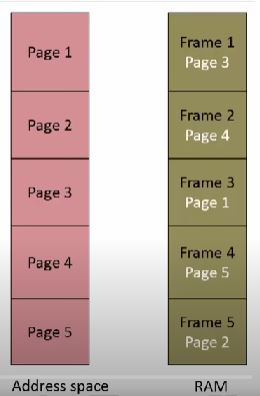 Page 1
Page 2
Page 3
Page 4
Page 5
Address space
Frame 1
Page 3
Frame 2
Page 4
Frame 3
Page 1
Frame 4
Page 5
Frame 5
Page 2
RAM